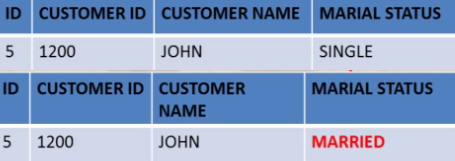 ID CUSTOMER ID CUSTOMER NAME MARIAL STATUS
5 1200 JOHN SINGLE
ID CUSTOMER ID CUSTOMER NAME MARIAL STATUS
5 1200 JOHN MARRIED